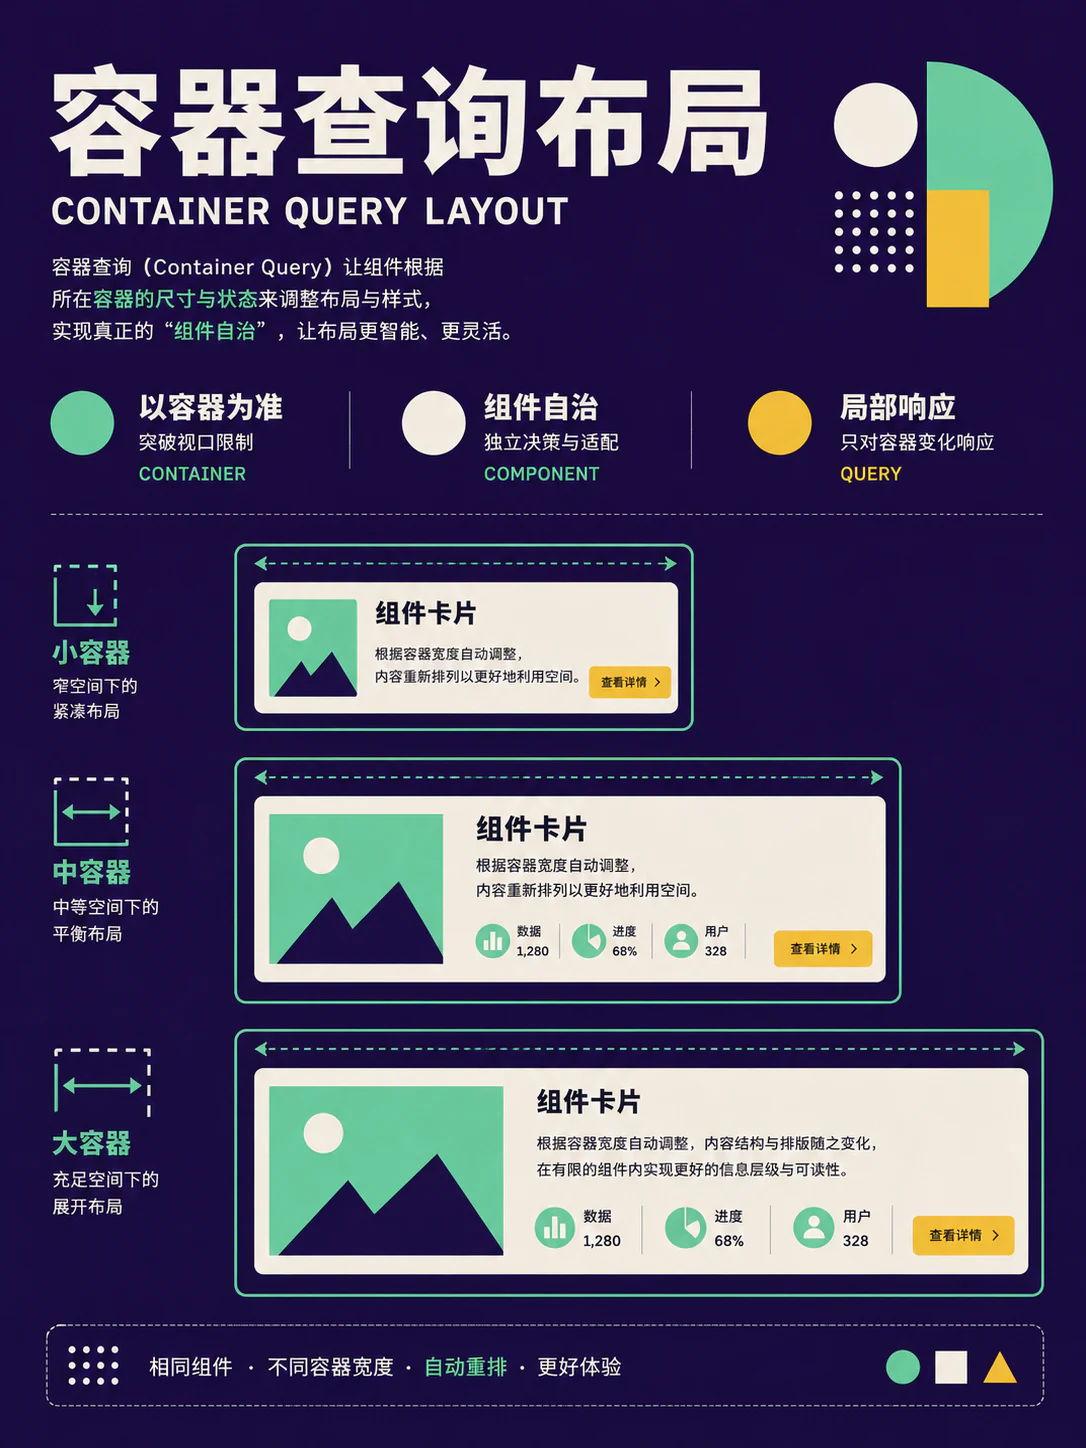 容器查询布局
CONTAINER QUERY LAYOUT
容器查询（Container Query）让组件根据
所在容器的尺寸与状态来调整布局与样式，
实现真正的“组件自治”，让布局更智能、更灵活。
以容器为准
突破视口限制
CONTAINER
组件自治
独立决策与适配
COMPONENT
局部响应
只对容器变化响应
QUERY
小容器
窄空间下的
紧凑布局
组件卡片
根据容器宽度自动调整，
内容重新排列以更好地利用空间。
查看详情
中容器
中等空间下的
平衡布局
组件卡片
根据容器宽度自动调整，
内容重新排列以更好地利用空间。
数据
1,280
进度
68%
用户
328
查看详情
大容器
充足空间下的
展开布局
组件卡片
根据容器宽度自动调整，内容结构与排版随之变化，
在有限的组件内实现更好的信息层级与可读性。
数据
1,280
进度
68%
用户
328
查看详情
相同组件 · 不同容器宽度 · 自动重排 · 更好体验